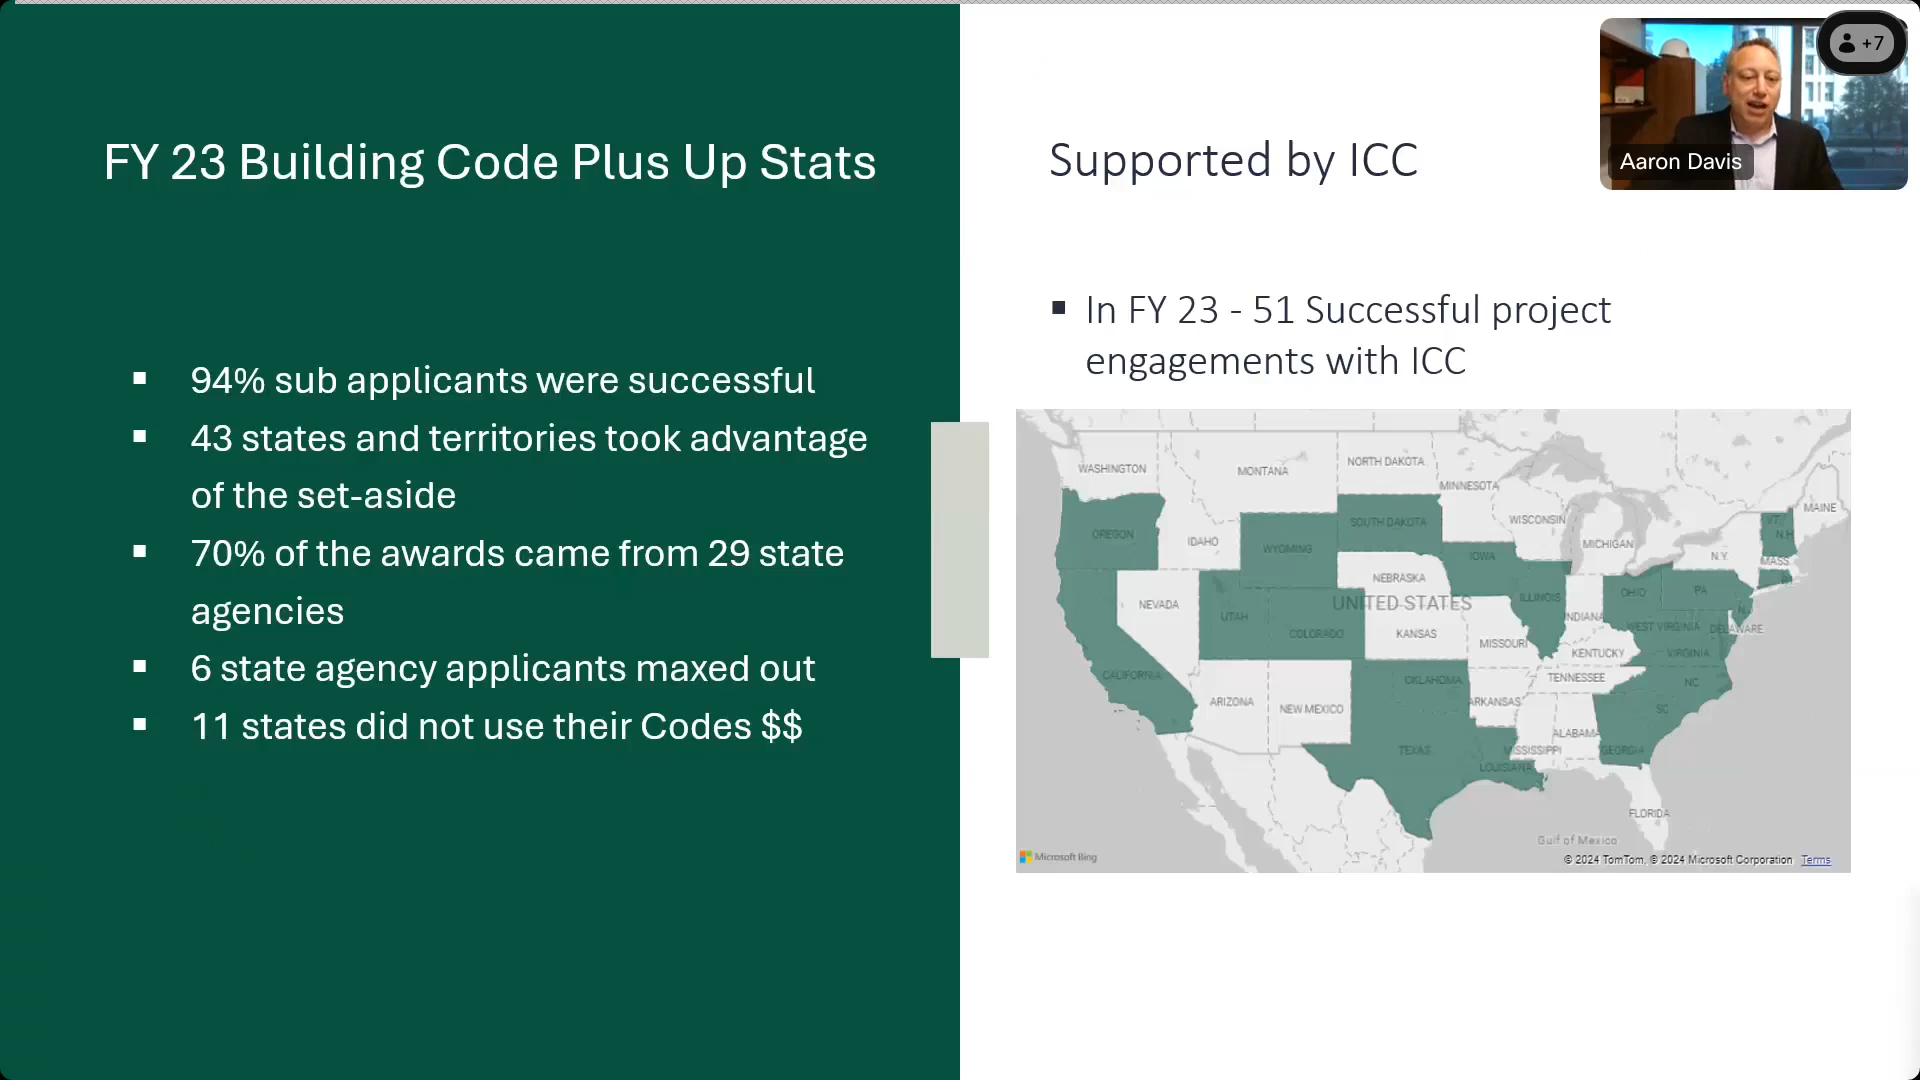 FY 23 Building Code Plus Up Stats
94% sub applicants were successful
43 states and territories took advantage
of the set-aside
70% of the awards came from 29 state
agencies
6 state agency applicants maxed out
11 states did not use their Codes $$
Supported by ICC
+7
Aaron Davis
In FY 23 - 51 Successful project
engagements with ICC
WASHINGTON
MONTANA
NORTH DAKOTA
MINNESOTA
MAINE
OREGON
IDAHO
WYOMING
SOUTH DAKOTA
WISCONSIN
MICHIGAN
VT
N.H
N.Y.
MASS
IOWA
NEBRASKA
UNITED STATES
NEVADA
UTAH
COLORADO
KANSAS
MISSOURI
ILLINOIS
INDIANA
OHIO
PA
WEST VIRGINIA
DELAWARE
KENTUCKY
VIRGINIA
CALIFORNIA
ARIZONA
NEW MEXICO
OKLAHOMA
ARKANSAS
TENNESSEE
NC
SC
TEXAS
LOUISIANA
MISSISSIPPI
ALABAMA
GEORGIA
FLORIDA
Gulf of Mexico
Microsoft Bing
© 2024 TomTom, © 2024 Microsoft Corporation Terms